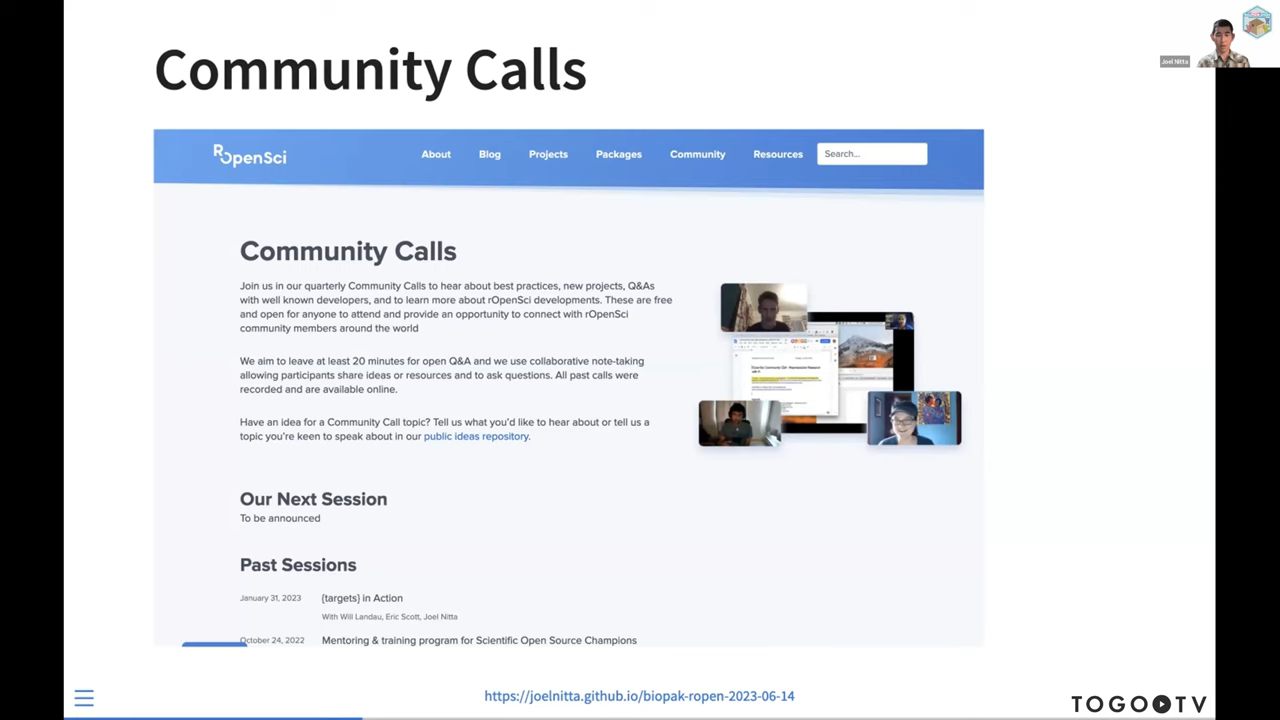 Community Calls
Joel Nitta
rOpenSci
About Blog Projects Packages Community Resources Search...
Community Calls
Join us in our quarterly Community Calls to hear about best practices, new projects, Q&As
with well known developers, and to learn more about rOpenSci developments. These are free
and open for anyone to attend and provide an opportunity to connect with rOpenSci
community members around the world
We aim to leave at least 20 minutes for open Q&A and we use collaborative note-taking
allowing participants share ideas or resources and to ask questions. All past calls were
recorded and are available online.
Have an idea for a Community Call topic? Tell us what you'd like to hear about or tell us a
topic you're keen to speak about in our public ideas repository.
Our Next Session
To be announced
Past Sessions
January 31, 2023 {targets} in Action
With Will Landau, Eric Scott, Joel Nitta
October 24, 2022 Mentoring & training program for Scientific Open Source Champions
https://joelnitta.github.io/biopak-ropen-2023-06-14
TOGO TV